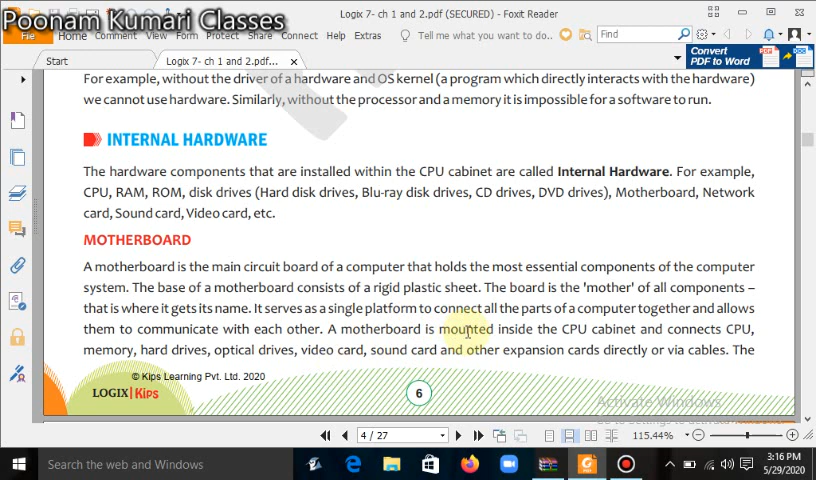 Poonam Kumari Classes
Logix 7- ch 1 and 2.pdf (SECURED) - Foxit Reader
File Home Comment View Form Protect Share Connect Help Extras
Tell me what you want to do... Find
Start Logix 7- ch 1 and 2.pdf
Convert
PDF to Word
For example, without the driver of a hardware and OS kernel (a program which directly interacts with the hardware)
we cannot use hardware. Similarly, without the processor and a memory it is impossible for a software to run.
INTERNAL HARDWARE
The hardware components that are installed within the CPU cabinet are called Internal Hardware. For example,
CPU, RAM, ROM, disk drives (Hard disk drives, Blu-ray disk drives, CD drives, DVD drives), Motherboard, Network
card, Sound card, Video card, etc.
MOTHERBOARD
A motherboard is the main circuit board of a computer that holds the most essential components of the computer
system. The base of a motherboard consists of a rigid plastic sheet. The board is the 'mother' of all components –
that is where it gets its name. It serves as a single platform to connect all the parts of a computer together and allows
them to communicate with each other. A motherboard is mounted inside the CPU cabinet and connects CPU,
memory, hard drives, optical drives, video card, sound card and other expansion cards directly or via cables. The
© Kips Learning Pvt. Ltd. 2020
LOGIX Kips
6
Activate Windows
4 / 27
115.44%
Search the web and Windows
3:16 PM
5/29/2020